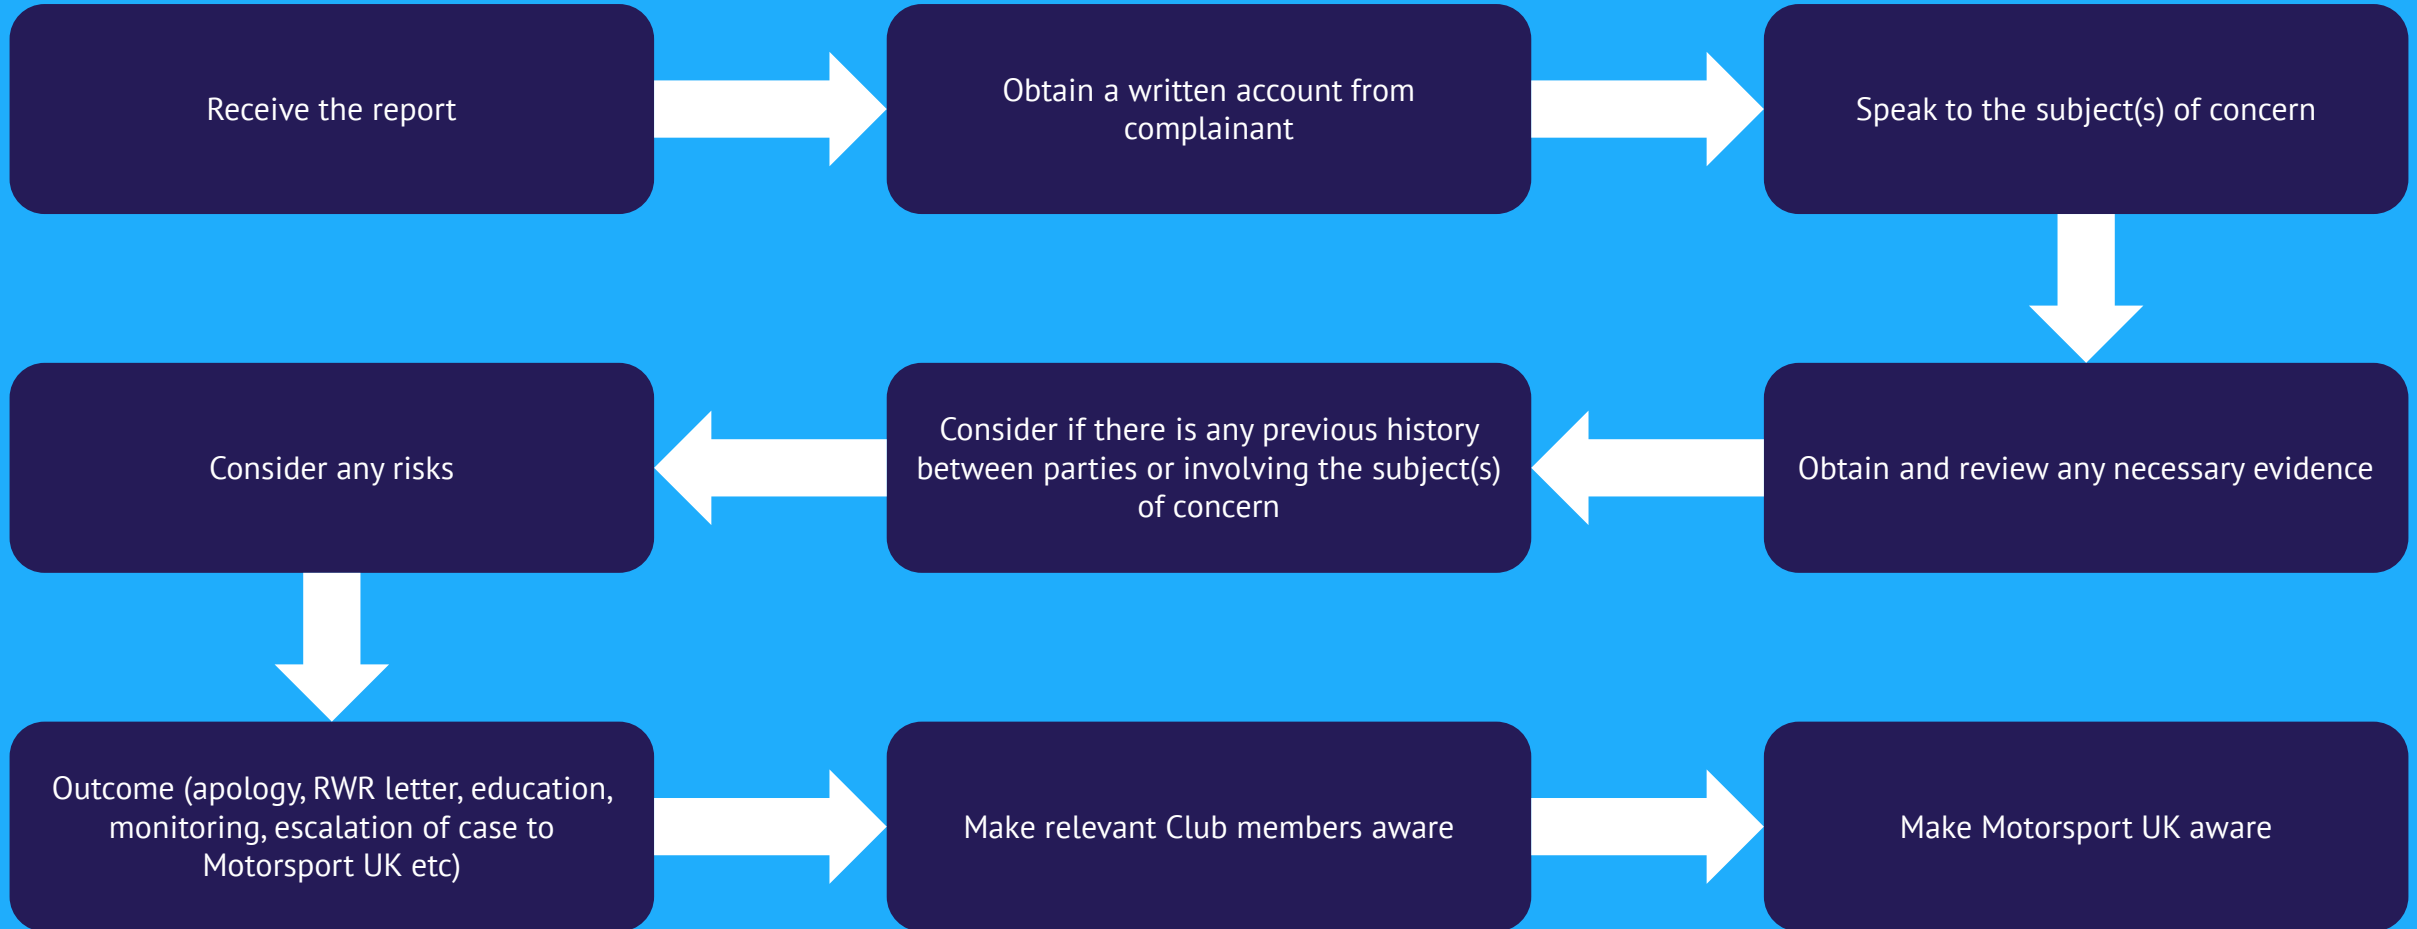 Receive the report
Obtain a written account from
complainant
Speak to the subject(s) of concern
Obtain and review any necessary evidence
Consider if there is any previous history
between parties or involving the subject(s)
of concern
Consider any risks
Outcome (apology, RWR letter, education,
monitoring, escalation of case to
Motorsport UK etc)
Make relevant Club members aware
Make Motorsport UK aware